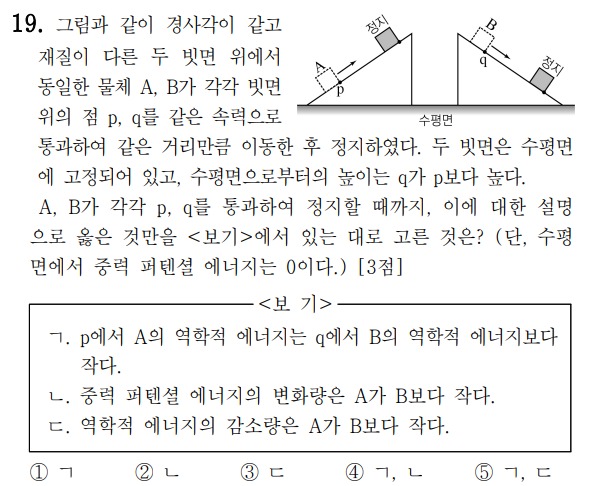 19. 그림과 같이 경사각이 같고
재질이 다른 두 빗면 위에서
동일한 물체 A, B가 각각 빗면
위의 점 p, q를 같은 속력으로
통과하여 같은 거리만큼 이동한 후 정지하였다. 두 빗면은 수평면
에 고정되어 있고, 수평면으로부터의 높이는 q가 p보다 높다.
A
p
정지
B
q
정지
수평면
A, B가 각각 p, q를 통과하여 정지할 때까지, 이에 대한 설명
으로 옳은 것만을 <보기>에서 있는 대로 고른 것은? (단, 수평
면에서 중력 퍼텐셜 에너지는 0이다.) [3점]
<보 기>
ㄱ. p에서 A의 역학적 에너지는 q에서 B의 역학적 에너지보다
작다.
ㄴ. 중력 퍼텐셜 에너지의 변화량은 A가 B보다 작다.
ㄷ. 역학적 에너지의 감소량은 A가 B보다 작다.
① ㄱ ② ㄴ ③ ㄷ ④ ㄱ, ㄴ ⑤ ㄱ, ㄷ